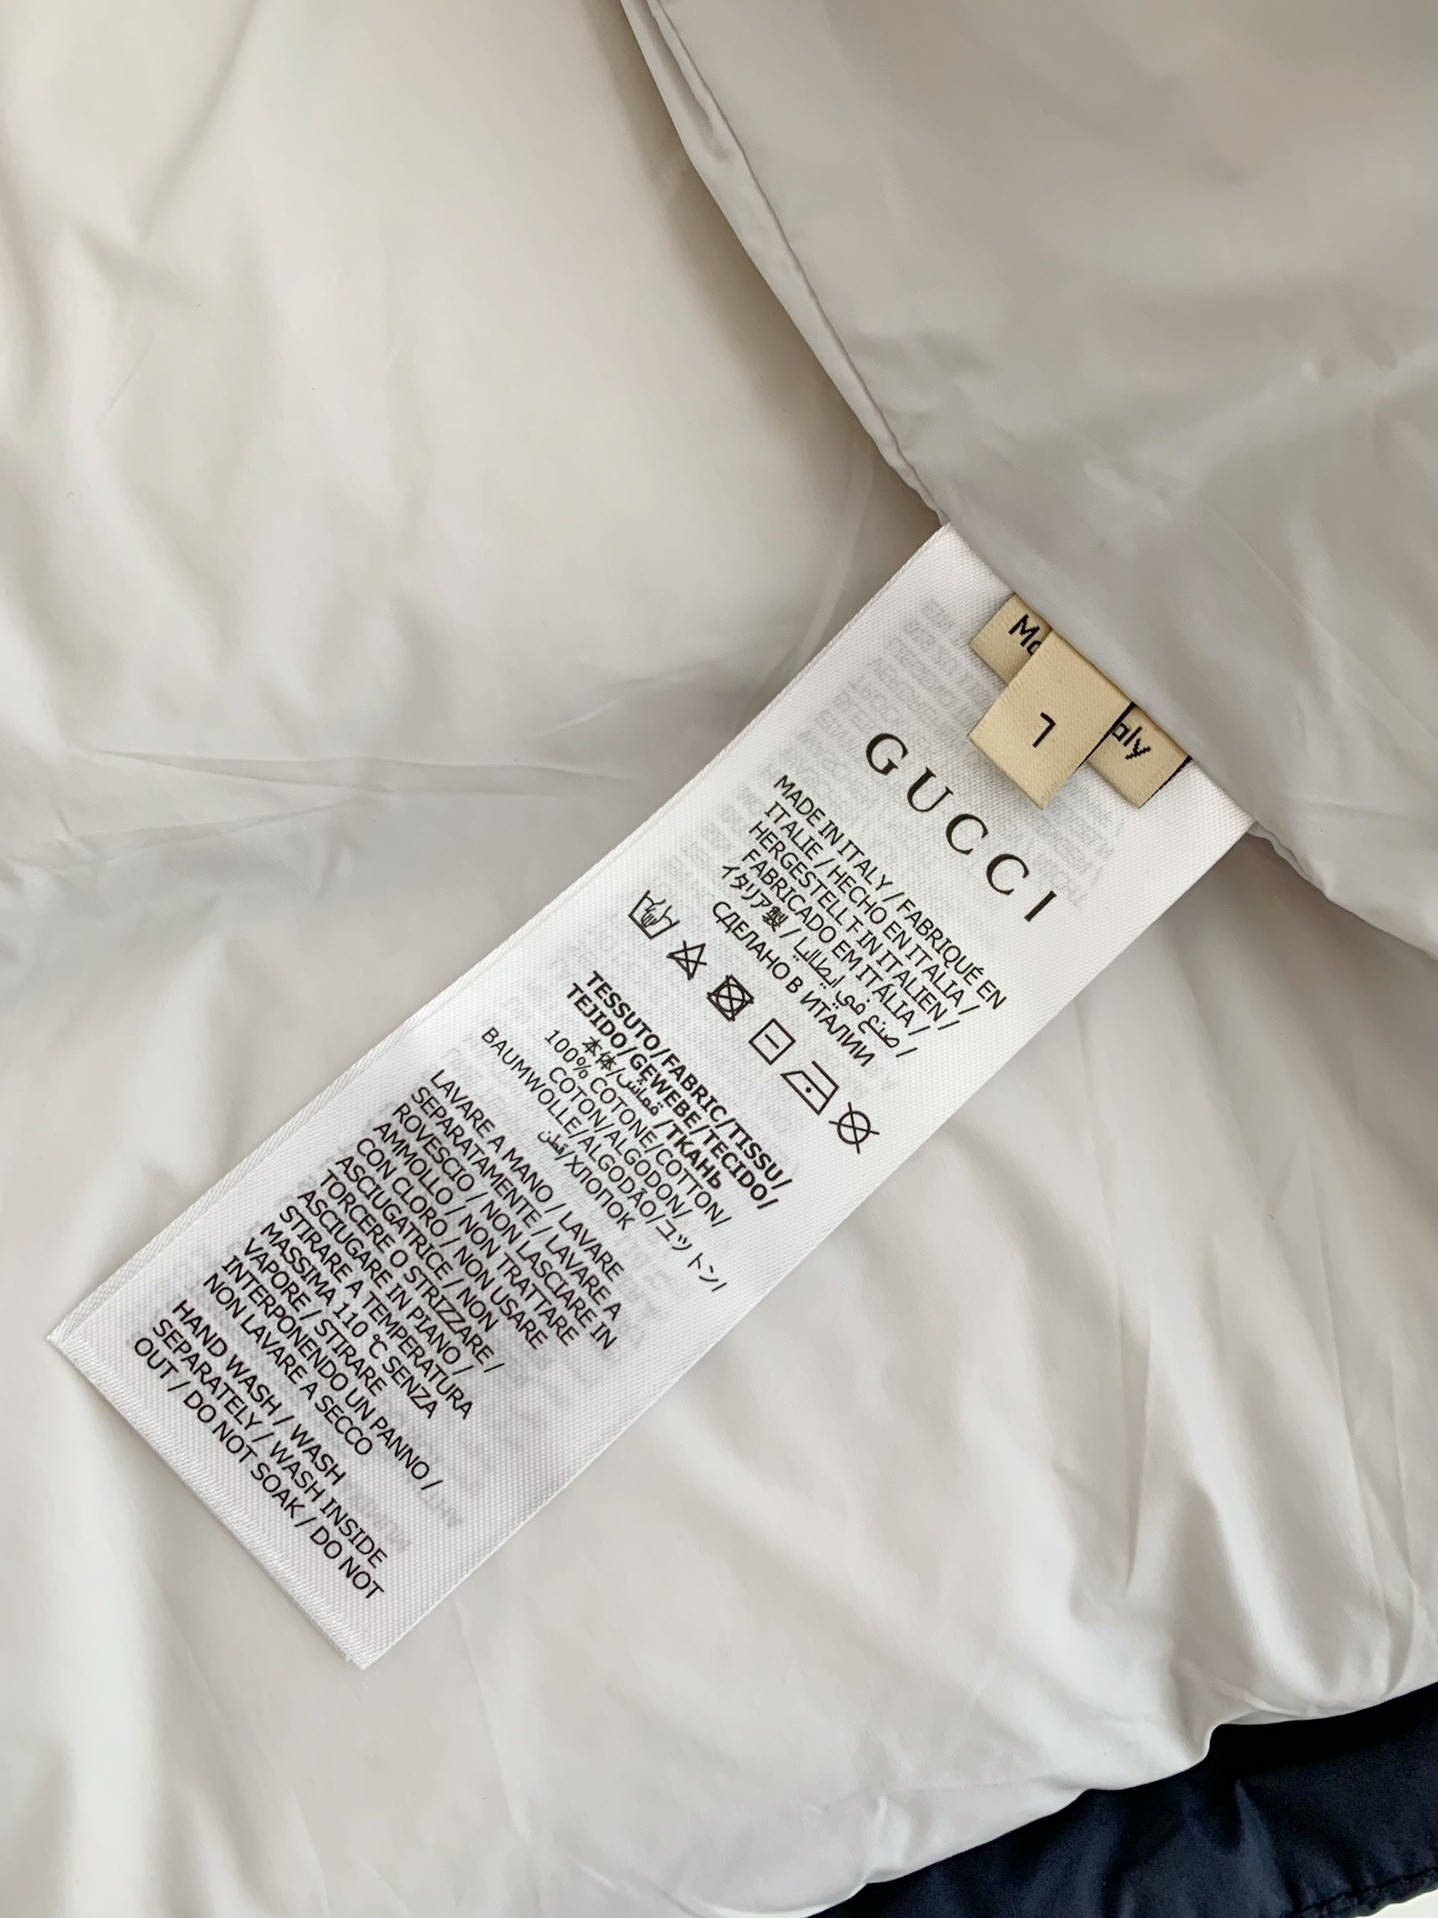 Ma
L
aly
GUCCI
MADE IN ITALY / FABRIQUÉ EN
ITALIE / HECHO EN ITALIA /
HERGESTELLT IN ITALIEN /
FABRICADO EM ITÁLIA /
イタリア製 / صنع في ايطاليا /
СДЕЛАНО В ИТАЛИИ
TESSUTO/FABRIC/TISSU/
TEJIDO/GEWEBE/TECIDO/
本体/قماش/ТКАНЬ
100% COTONE/COTTON/
COTON/ALGODON/
BAUMWOLLE/ALGODÃO/コットン/
قطن/ХЛОПОК
LAVARE A MANO / LAVARE
SEPARATAMENTE / LAVARE A
ROVESCIO / NON LASCIARE IN
AMMOLLO / NON TRATTARE
CON CLORO / NON USARE
ASCIUGATRICE / NON
TORCERE O STRIZZARE /
ASCIUGARE IN PIANO /
STIRARE A TEMPERATURA
MASSIMA 110 °C SENZA
VAPORE / STIRARE
INTERPONENDO UN PANNO /
NON LAVARE A SECCO
HAND WASH / WASH
SEPARATELY / WASH INSIDE
OUT / DO NOT SOAK / DO NOT